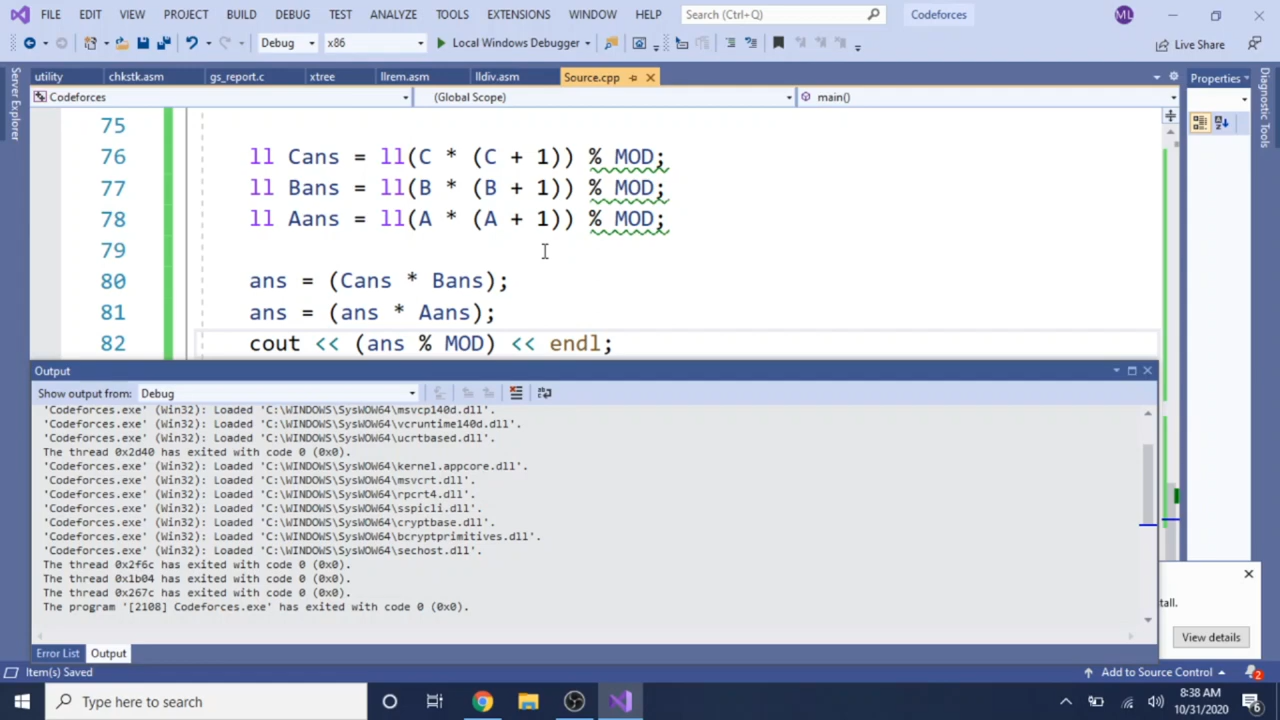 FILE EDIT VIEW PROJECT BUILD DEBUG TEST ANALYZE TOOLS EXTENSIONS WINDOW HELP Search (Ctrl+Q) Codeforces ML
Debug x86 Local Windows Debugger Live Share
utility chkstk.asm gs_report.c xtree llrem.asm lldiv.asm Source.cpp Properties
Server Explorer
Diagnostic Tools
Codeforces (Global Scope) main()
75
76 ll Cans = ll(C * (C + 1)) % MOD;
77 ll Bans = ll(B * (B + 1)) % MOD;
78 ll Aans = ll(A * (A + 1)) % MOD;
79
80 ans = (Cans * Bans);
81 ans = (ans * Aans);
82 cout << (ans % MOD) << endl;
Output
Show output from: Debug
'Codeforces.exe' (Win32): Loaded 'C:\WINDOWS\SysWOW64\msvcp140d.dll'.
'Codeforces.exe' (Win32): Loaded 'C:\WINDOWS\SysWOW64\vcruntime140d.dll'.
'Codeforces.exe' (Win32): Loaded 'C:\WINDOWS\SysWOW64\ucrtbased.dll'.
The thread 0x2d40 has exited with code 0 (0x0).
'Codeforces.exe' (Win32): Loaded 'C:\WINDOWS\SysWOW64\kernel.appcore.dll'.
'Codeforces.exe' (Win32): Loaded 'C:\WINDOWS\SysWOW64\msvcrt.dll'.
'Codeforces.exe' (Win32): Loaded 'C:\WINDOWS\SysWOW64\rpcrt4.dll'.
'Codeforces.exe' (Win32): Loaded 'C:\WINDOWS\SysWOW64\sspicli.dll'.
'Codeforces.exe' (Win32): Loaded 'C:\WINDOWS\SysWOW64\cryptbase.dll'.
'Codeforces.exe' (Win32): Loaded 'C:\WINDOWS\SysWOW64\bcryptprimitives.dll'.
'Codeforces.exe' (Win32): Loaded 'C:\WINDOWS\SysWOW64\sechost.dll'.
The thread 0x2f6c has exited with code 0 (0x0).
The thread 0x1b04 has exited with code 0 (0x0).
The thread 0x267c has exited with code 0 (0x0).
The program '[2108] Codeforces.exe' has exited with code 0 (0x0).
tall.
View details
Error List Output
Item(s) Saved Add to Source Control 2
Type here to search
8:38 AM
10/31/2020
6